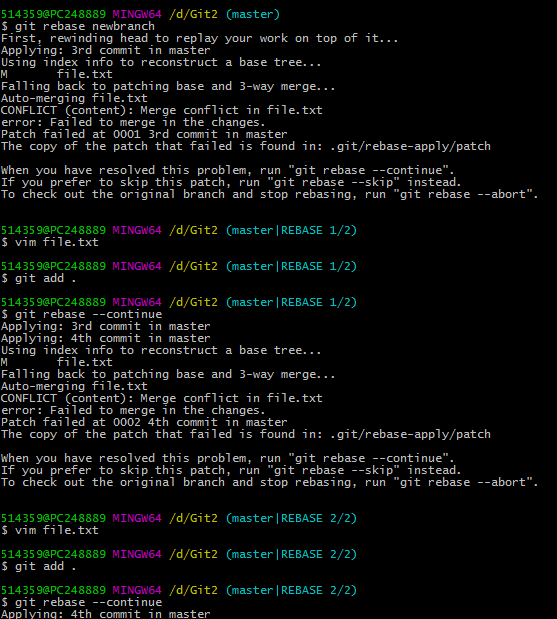 514359@PC248889 MINGW64 /d/Git2 (master)
$ git rebase newbranch
First, rewinding head to replay your work on top of it...
Applying: 3rd commit in master
Using index info to reconstruct a base tree...
M       file.txt
Falling back to patching base and 3-way merge...
Auto-merging file.txt
CONFLICT (content): Merge conflict in file.txt
error: Failed to merge in the changes.
Patch failed at 0001 3rd commit in master
The copy of the patch that failed is found in: .git/rebase-apply/patch

When you have resolved this problem, run "git rebase --continue".
If you prefer to skip this patch, run "git rebase --skip" instead.
To check out the original branch and stop rebasing, run "git rebase --abort".

514359@PC248889 MINGW64 /d/Git2 (master|REBASE 1/2)
$ vim file.txt

514359@PC248889 MINGW64 /d/Git2 (master|REBASE 1/2)
$ git add .

514359@PC248889 MINGW64 /d/Git2 (master|REBASE 1/2)
$ git rebase --continue
Applying: 3rd commit in master
Applying: 4th commit in master
Using index info to reconstruct a base tree...
M       file.txt
Falling back to patching base and 3-way merge...
Auto-merging file.txt
CONFLICT (content): Merge conflict in file.txt
error: Failed to merge in the changes.
Patch failed at 0002 4th commit in master
The copy of the patch that failed is found in: .git/rebase-apply/patch

When you have resolved this problem, run "git rebase --continue".
If you prefer to skip this patch, run "git rebase --skip" instead.
To check out the original branch and stop rebasing, run "git rebase --abort".

514359@PC248889 MINGW64 /d/Git2 (master|REBASE 2/2)
$ vim file.txt

514359@PC248889 MINGW64 /d/Git2 (master|REBASE 2/2)
$ git add .

514359@PC248889 MINGW64 /d/Git2 (master|REBASE 2/2)
$ git rebase --continue
Applying: 4th commit in master